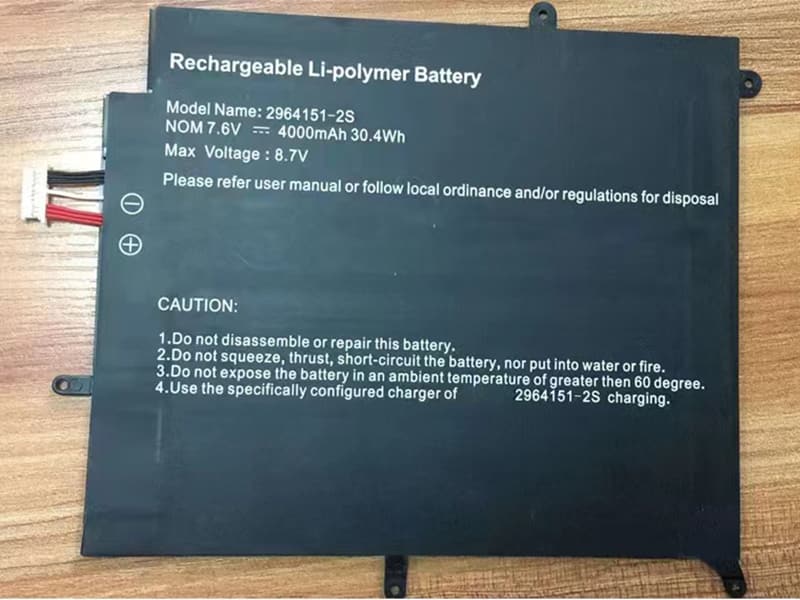 Rechargeable Li-polymer Battery
Model Name: 2964151-2S
NOM 7.6V ⎓ 4000mAh 30.4Wh
Max Voltage : 8.7V
Please refer user manual or follow local ordinance and/or regulations for disposal
CAUTION:
1.Do not disassemble or repair this battery.
2.Do not squeeze, thrust, short-circuit the battery, nor put into water or fire.
3.Do not expose the battery in an ambient temperature of greater then 60 degree.
4.Use the specifically configured charger of 2964151-2S charging.